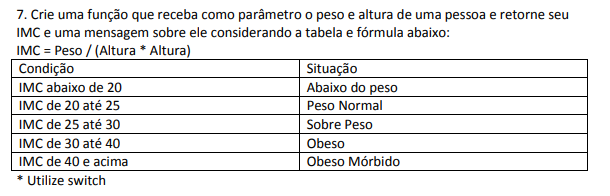 7. Crie uma função que receba como parâmetro o peso e altura de uma pessoa e retorne seu
IMC e uma mensagem sobre ele considerando a tabela e fórmula abaixo:
IMC = Peso / (Altura * Altura)
Condição Situação
IMC abaixo de 20 Abaixo do peso
IMC de 20 até 25 Peso Normal
IMC de 25 até 30 Sobre Peso
IMC de 30 até 40 Obeso
IMC de 40 e acima Obeso Mórbido
* Utilize switch